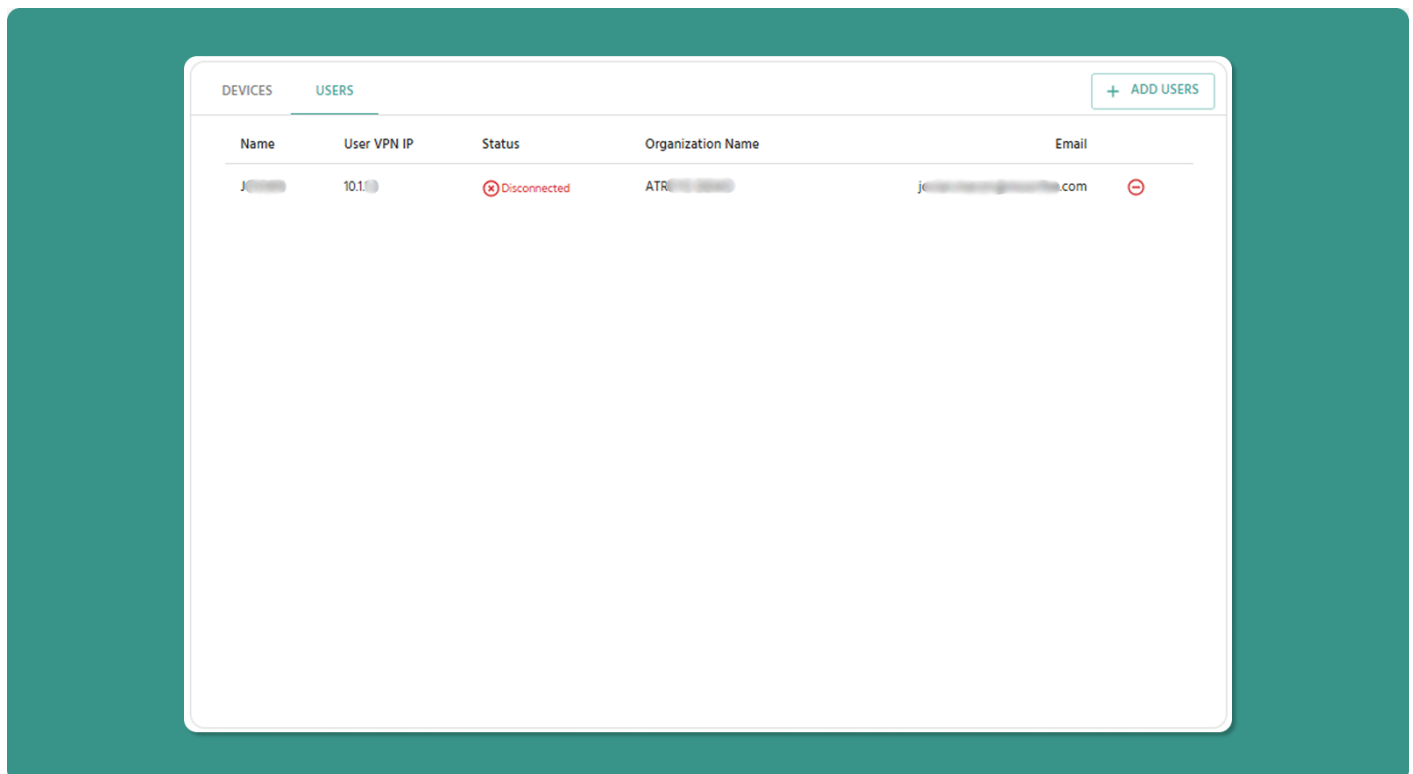 DEVICES USERS + ADD USERS
Name User VPN IP Status Organization Name Email
Disconnected